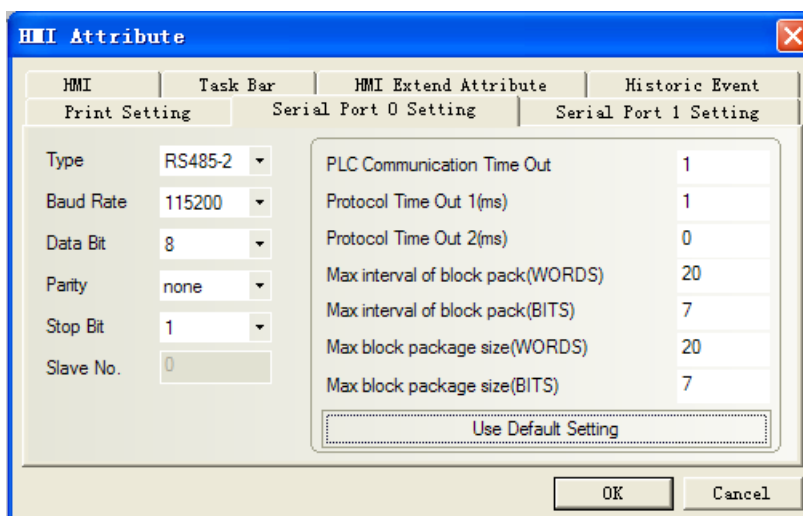 HMI Attribute
HMI Task Bar HMI Extend Attribute Historic Event
Print Setting Serial Port 0 Setting Serial Port 1 Setting
Type RS485-2
Baud Rate 115200
Data Bit 8
Parity none
Stop Bit 1
Slave No. 0
PLC Communication Time Out 1
Protocol Time Out 1(ms) 1
Protocol Time Out 2(ms) 0
Max interval of block pack(WORDS) 20
Max interval of block pack(BITS) 7
Max block package size(WORDS) 20
Max block package size(BITS) 7
Use Default Setting
OK Cancel